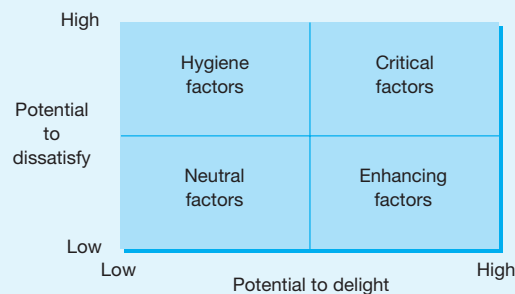 High
Hygiene
factors
Critical
factors
Potential
to
dissatisfy
Neutral
factors
Enhancing
factors
Low
Low
Potential to delight
High